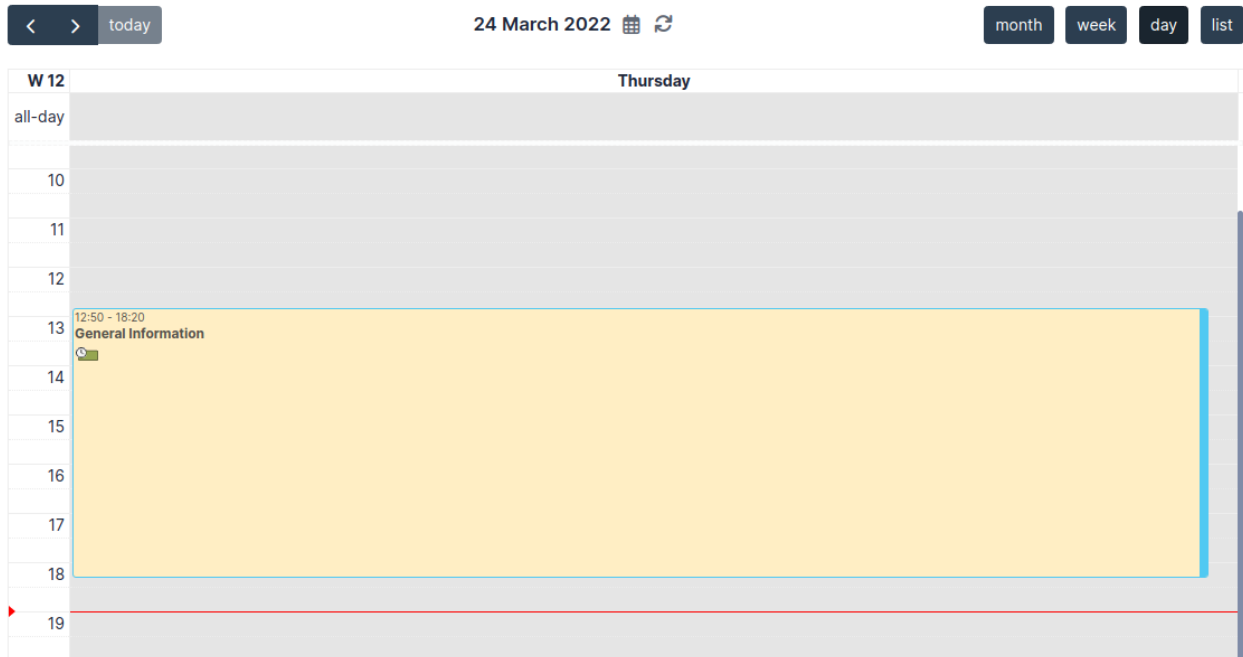 today
24 March 2022
month week day list
W 12 Thursday
all-day
10
11
12
12:50 - 18:20
13
General Information
14
15
16
17
18
19